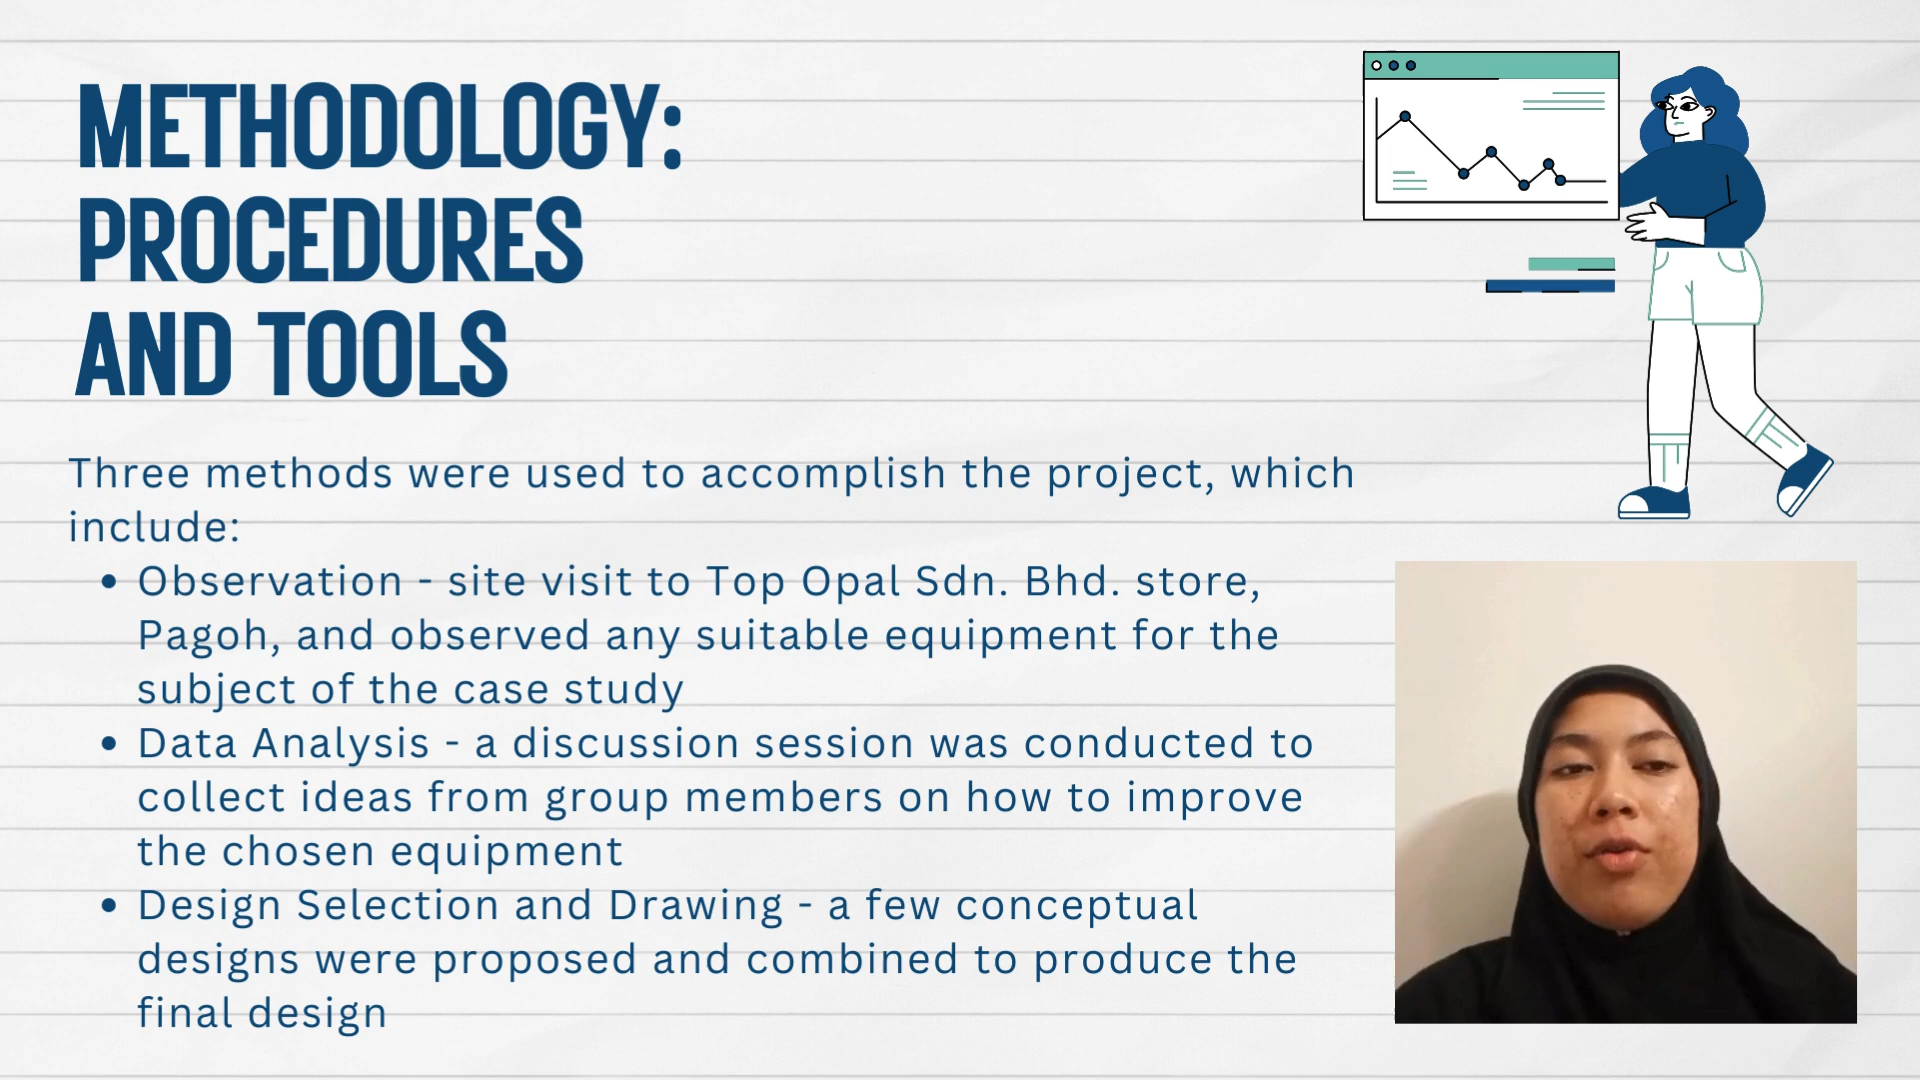 METHODOLOGY:
PROCEDURES
AND TOOLS
Three methods were used to accomplish the project, which
include:
• Observation - site visit to Top Opal Sdn. Bhd. store,
Pagoh, and observed any suitable equipment for the
subject of the case study
• Data Analysis - a discussion session was conducted to
collect ideas from group members on how to improve
the chosen equipment
• Design Selection and Drawing - a few conceptual
designs were proposed and combined to produce the
final design